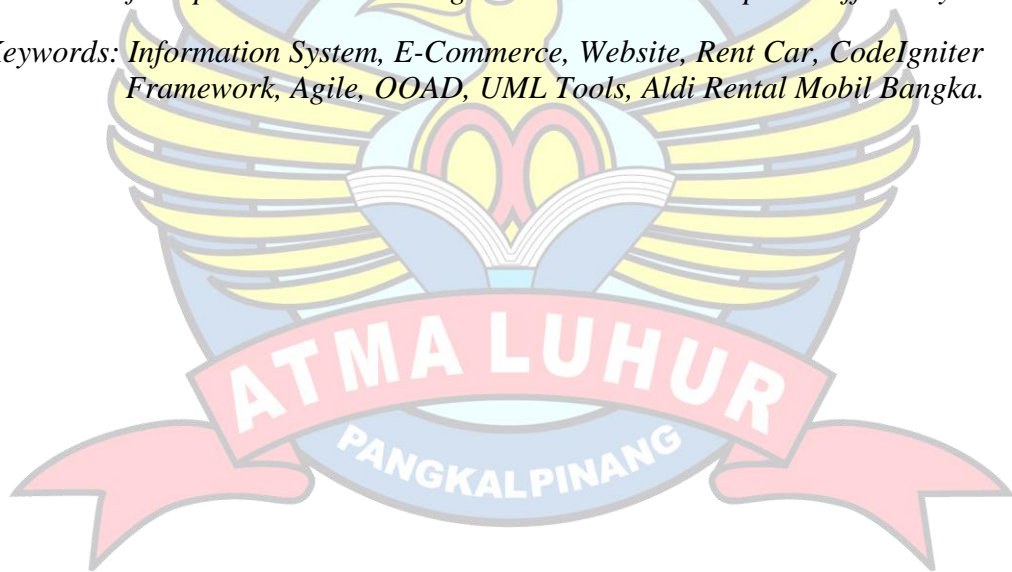 Keywords: Information System, E-Commerce, Website, Rent Car, CodeIgniter
Framework, Agile, OOAD, UML Tools, Aldi Rental Mobil Bangka.
ATMA LUHUR
PANGKALPINANG